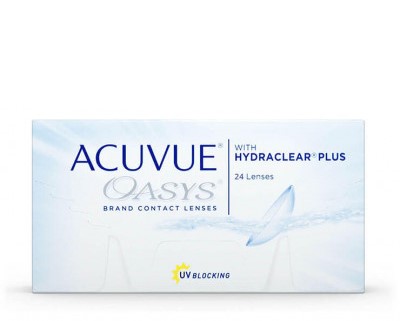 ACUVUE®
OASYS®
BRAND CONTACT LENSES
WITH
HYDRACLEAR® PLUS
24 Lenses
UV BLOCKING